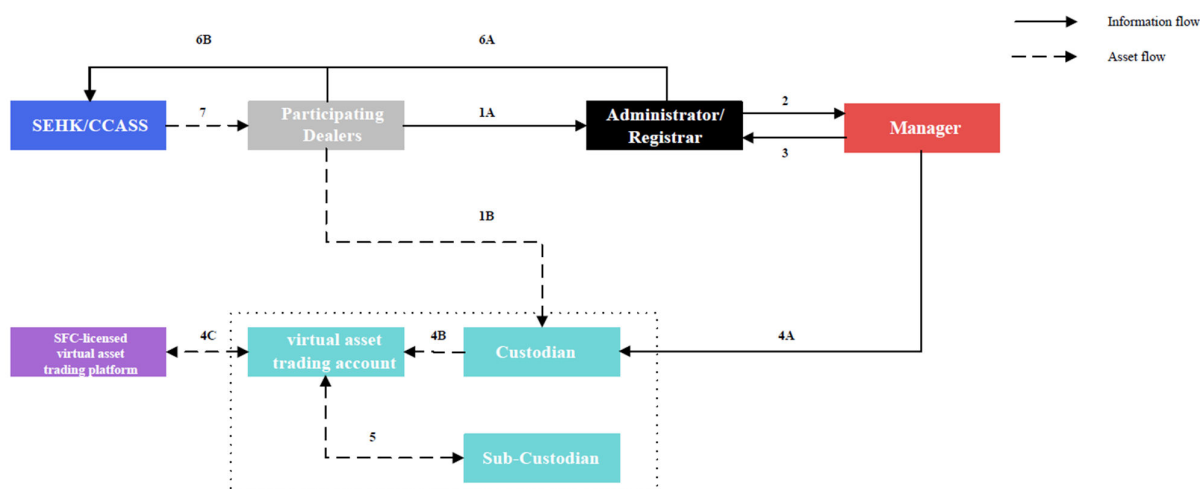 6B
6A
Information flow
Asset flow
SEHK/CCASS
7
Participating
Dealers
1A
Administrator/
Registrar
2
3
Manager
1B
SFC-licensed
virtual asset
trading platform
4C
virtual asset
trading account
4B
Custodian
4A
5
Sub-Custodian